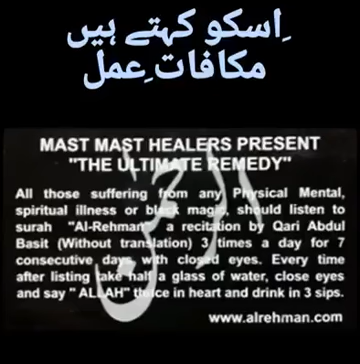 اِسکو کہتے ہیں
مکافات ِعمل
MAST MAST HEALERS PRESENT
"THE ULTIMATE REMEDY"
All those suffering from any Physical Mental,
spiritual illness or black magic, should listen to
surah "Al-Rehman" a recitation by Qari Abdul
Basit (Without translation) 3 times a day for 7
consecutive days with closed eyes. Every time
after listing take half a glass of water, close eyes
and say " ALLAH" thrice in heart and drink in 3 sips.
www.alrehman.com
الرحمن